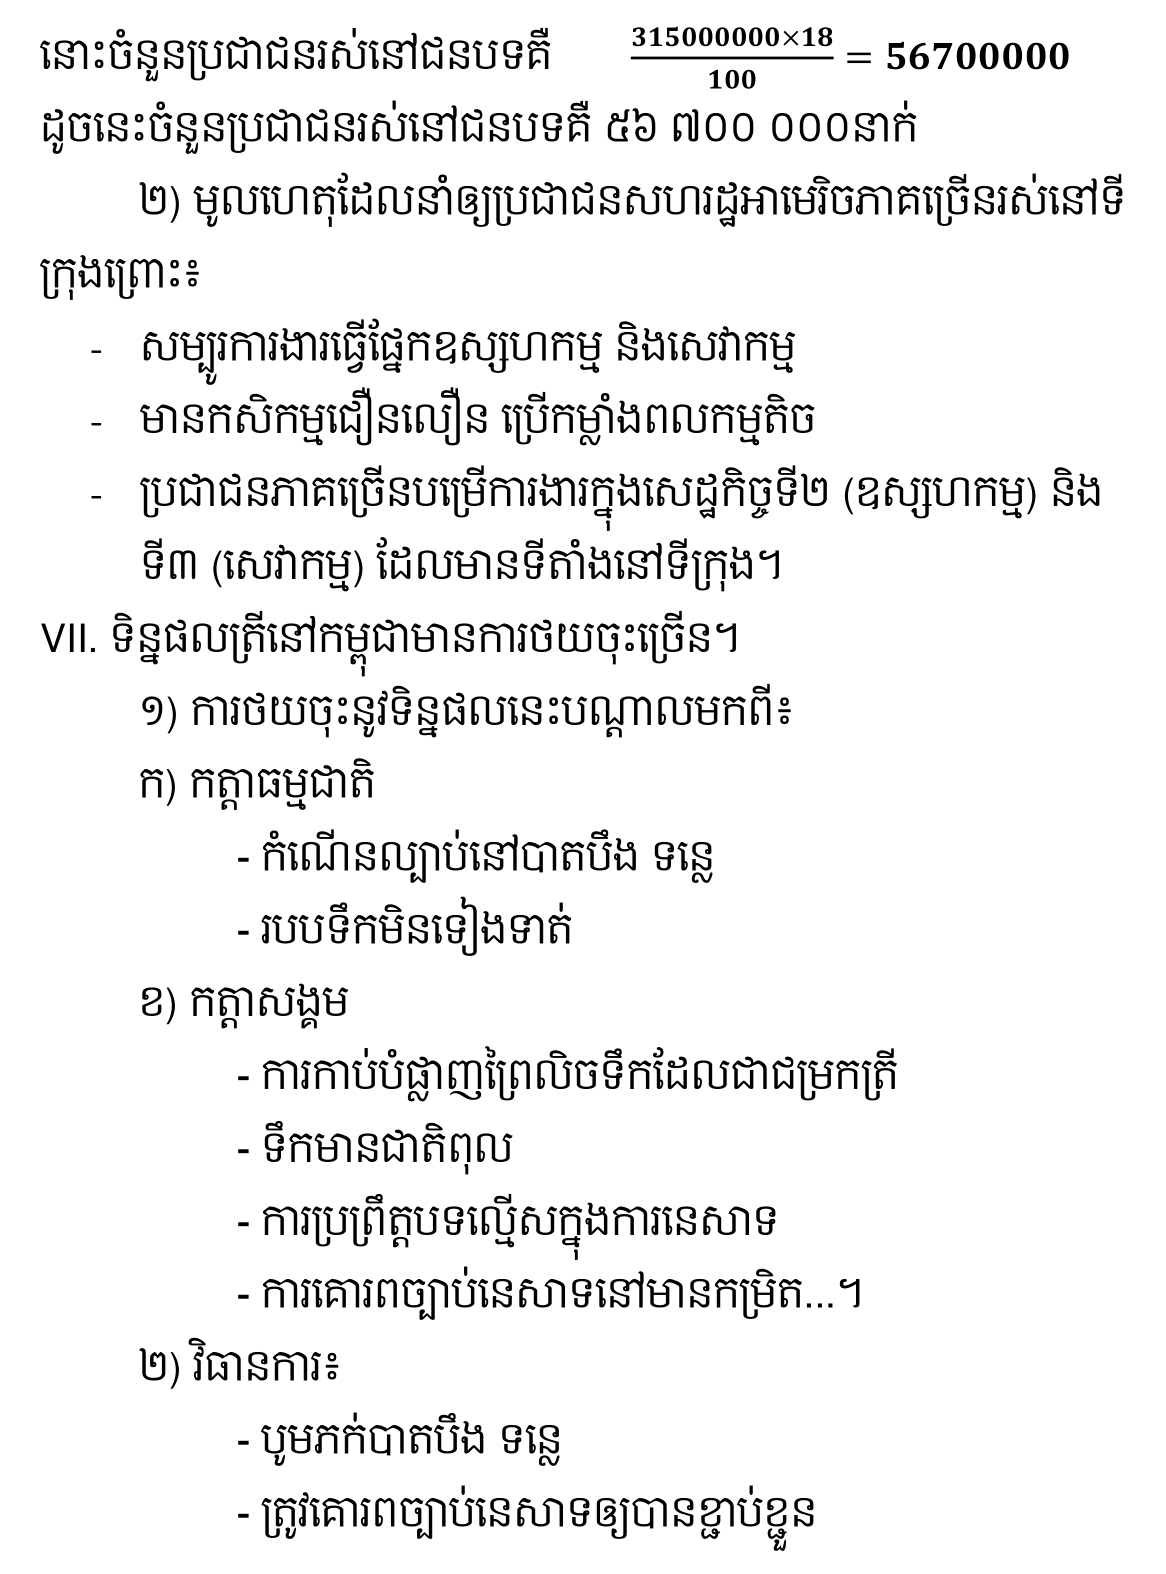 នោះចំនួនប្រជាជនរស់នៅជនបទគឺ 315000000×18/100 = 56700000
ដូចនេះចំនួនប្រជាជនរស់នៅជនបទគឺ ៥៦ ៧00 000នាក់
២) មូលហេតុដែលនាំឲ្យប្រជាជនសហរដ្ឋអាមេរិចភាគច្រើនរស់នៅទី
ក្រុងព្រោះ៖
- សម្បូរការងារធ្វើផ្នែកឧស្សហកម្ម និងសេវាកម្ម
- មានកសិកម្មជឿនលឿន ប្រើកម្លាំងពលកម្មតិច
- ប្រជាជនភាគច្រើនបម្រើការងារក្នុងសេដ្ឋកិច្ចទី២ (ឧស្សហកម្ម) និង
ទី៣ (សេវាកម្ម) ដែលមានទីតាំងនៅទីក្រុង។
VII. ទិន្នផលត្រីនៅកម្ពុជាមានការថយចុះច្រើន។
១) ការថយចុះនូវទិន្នផលនេះបណ្តាលមកពី៖
ក) កត្តាធម្មជាតិ
- កំណើនល្បាប់នៅបាតបឹង ទន្លេ
- របបទឹកមិនទៀងទាត់
ខ) កត្តាសង្គម
- ការកាប់បំផ្លាញព្រៃលិចទឹកដែលជាជម្រកត្រី
- ទឹកមានជាតិពុល
- ការប្រព្រឹត្តបទល្មើសក្នុងការនេសាទ
- ការគោរពច្បាប់នេសាទនៅមានកម្រិត...។
២) វិធានការ៖
- បូមភក់បាតបឹង ទន្លេ
- ត្រូវគោរពច្បាប់នេសាទឲ្យបានខ្ជាប់ខ្ជួន